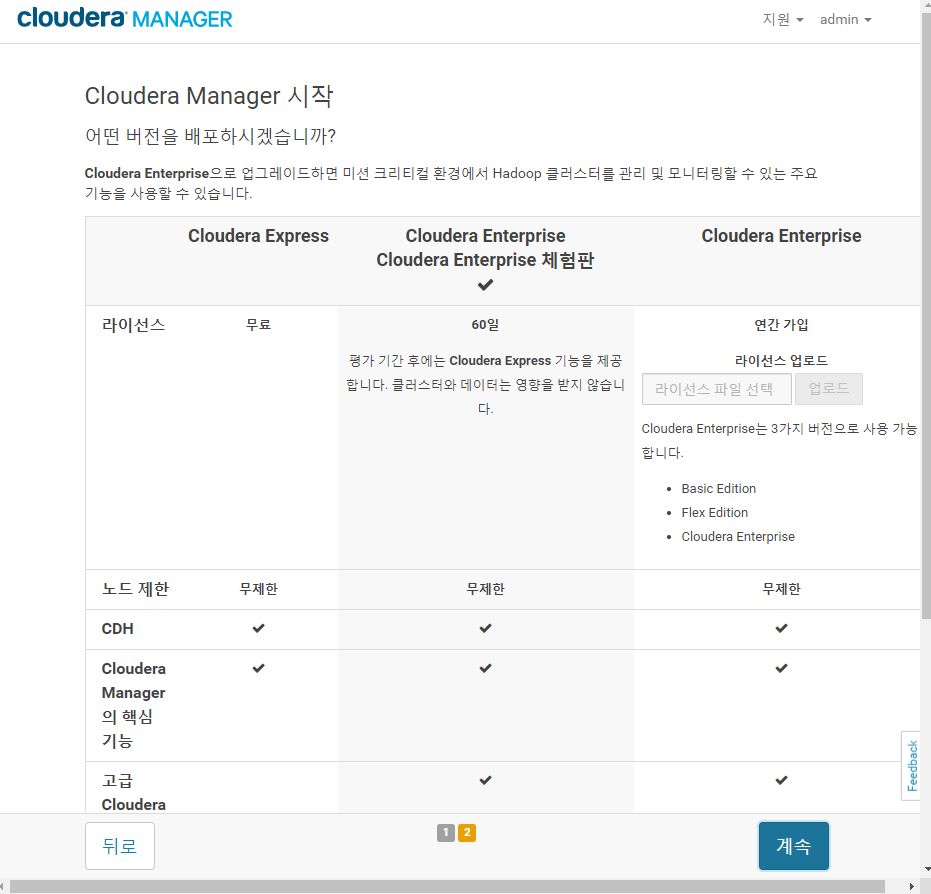 cloudera MANAGER
지원 admin
Cloudera Manager 시작
어떤 버전을 배포하시겠습니까?
Cloudera Enterprise으로 업그레이드하면 미션 크리티컬 환경에서 Hadoop 클러스터를 관리 및 모니터링할 수 있는 주요
기능을 사용할 수 있습니다.
Cloudera Express
Cloudera Enterprise
Cloudera Enterprise 체험판
Cloudera Enterprise
라이선스
무료
60일
평가 기간 후에는 Cloudera Express 기능을 제공
합니다. 클러스터와 데이터는 영향을 받지 않습니
다.
연간 가입
라이선스 업로드
라이선스 파일 선택 업로드
Cloudera Enterprise는 3가지 버전으로 사용 가능
합니다.
Basic Edition
Flex Edition
Cloudera Enterprise
노드 제한 무제한 무제한 무제한
CDH
Cloudera
Manager
의 핵심
기능
고급
Cloudera
Feedback
뒤로 1 2 계속